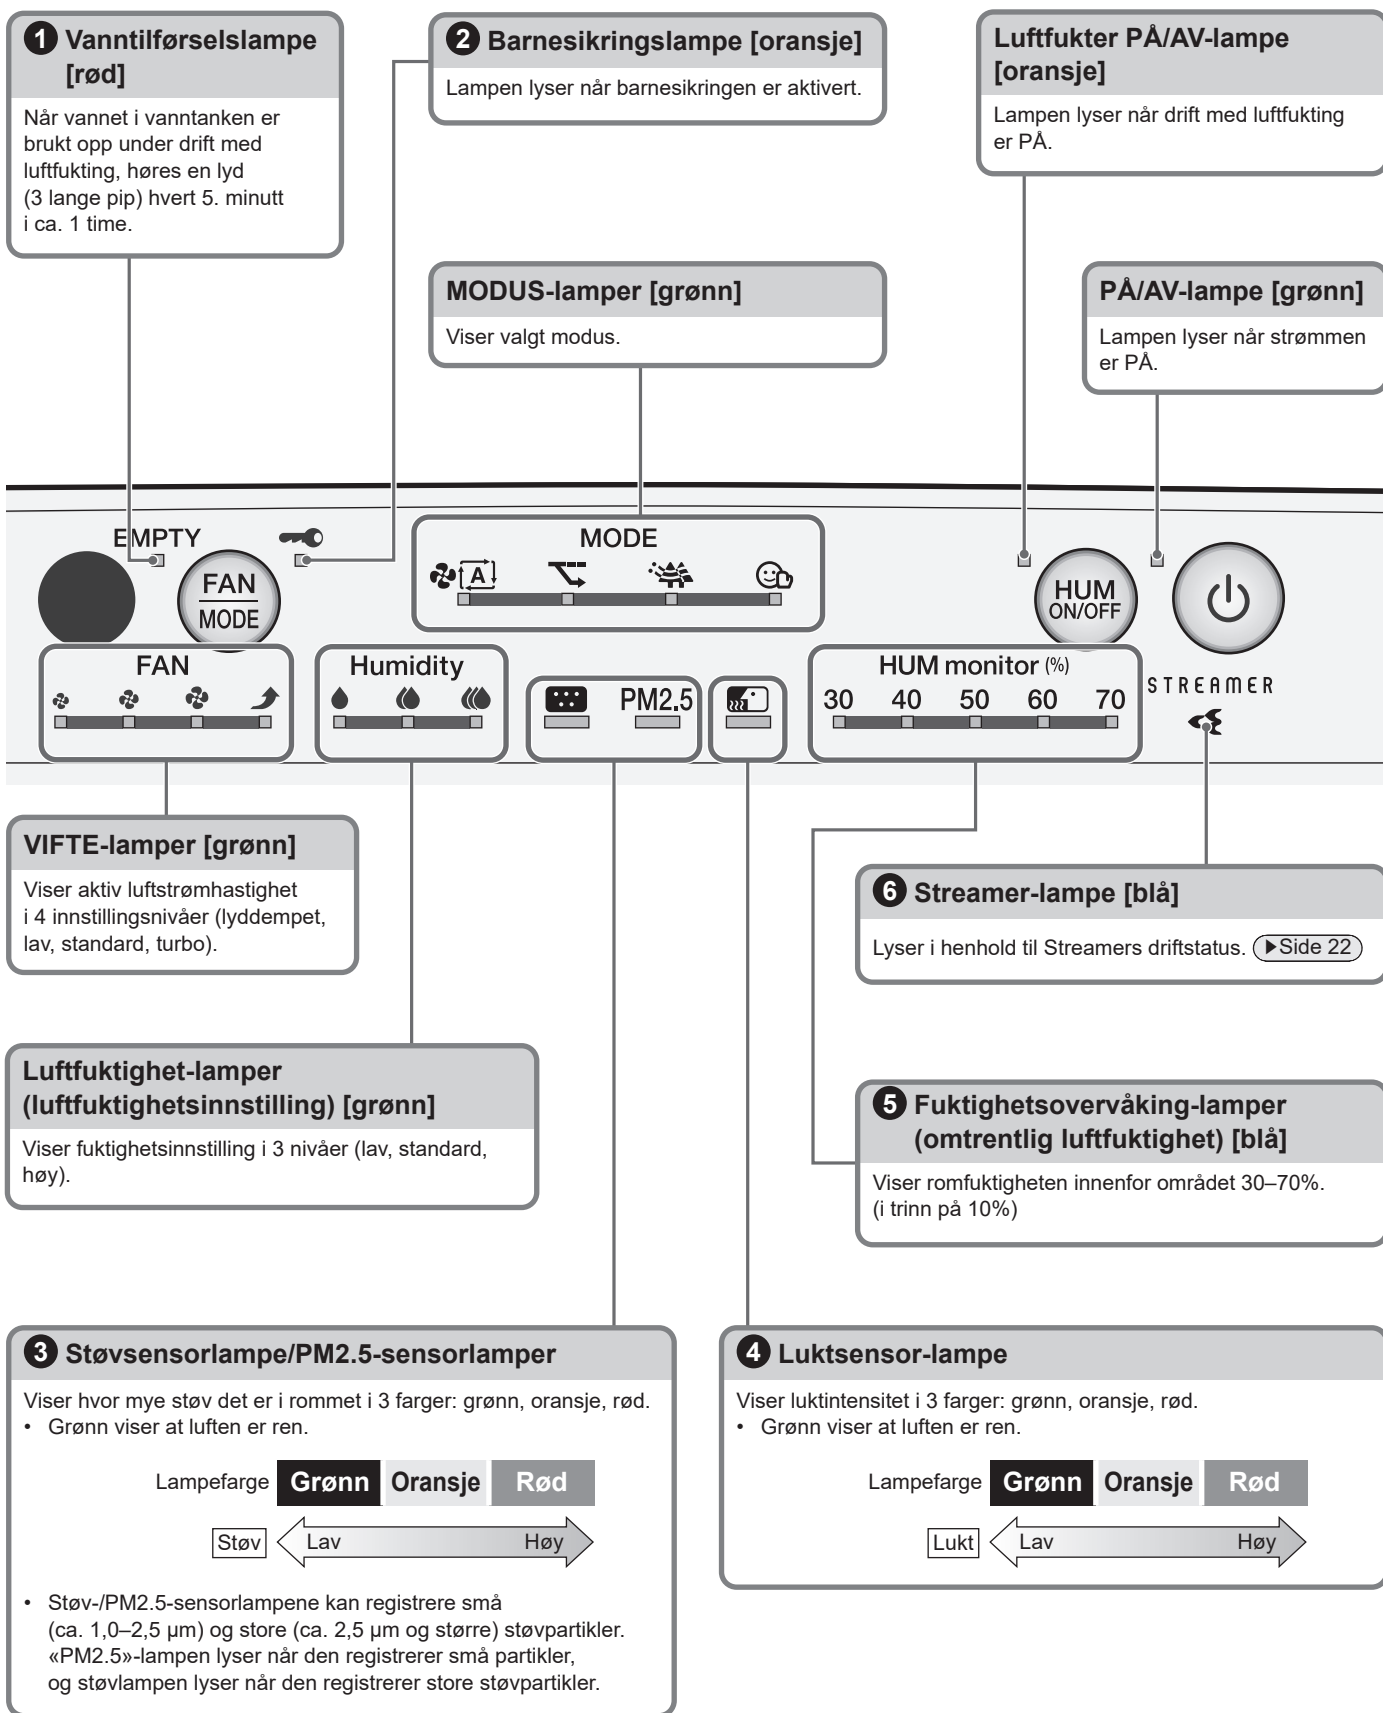 1 Vanntilførselslampe
[rød]
Når vannet i vanntanken er
brukt opp under drift med
luftfukting, høres en lyd
(3 lange pip) hvert 5. minutt
i ca. 1 time.
2 Barnesikringslampe [oransje]
Lampen lyser når barnesikringen er aktivert.
Luftfukter PÅ/AV-lampe
[oransje]
Lampen lyser når drift med luftfukting
er PÅ.
MODUS-lamper [grønn]
Viser valgt modus.
PÅ/AV-lampe [grønn]
Lampen lyser når strømmen
er PÅ.
EMPTY
FAN
MODE
MODE
A
HUM
ON/OFF
FAN
Humidity
PM2.5
HUM monitor (%)
30 40 50 60 70
STREAMER
VIFTE-lamper [grønn]
Viser aktiv luftstrømhastighet
i 4 innstillingsnivåer (lyddempet,
lav, standard, turbo).
6 Streamer-lampe [blå]
Lyser i henhold til Streamers driftstatus. ▶Side 22
Luftfuktighet-lamper
(luftfuktighetsinnstilling) [grønn]
Viser fuktighetsinnstilling i 3 nivåer (lav, standard,
høy).
5 Fuktighetsovervåking-lamper
(omtrentlig luftfuktighet) [blå]
Viser romfuktigheten innenfor området 30–70%.
(i trinn på 10%)
3 Støvsensorlampe/PM2.5-sensorlamper
Viser hvor mye støv det er i rommet i 3 farger: grønn, oransje, rød.
• Grønn viser at luften er ren.
Lampefarge Grønn Oransje Rød
Støv Lav Høy
• Støv-/PM2.5-sensorlampene kan registrere små
(ca. 1,0–2,5 μm) og store (ca. 2,5 μm og større) støvpartikler.
«PM2.5»-lampen lyser når den registrerer små partikler,
og støvlampen lyser når den registrerer store støvpartikler.
4 Luktsensor-lampe
Viser luktintensitet i 3 farger: grønn, oransje, rød.
• Grønn viser at luften er ren.
Lampefarge Grønn Oransje Rød
Lukt Lav Høy